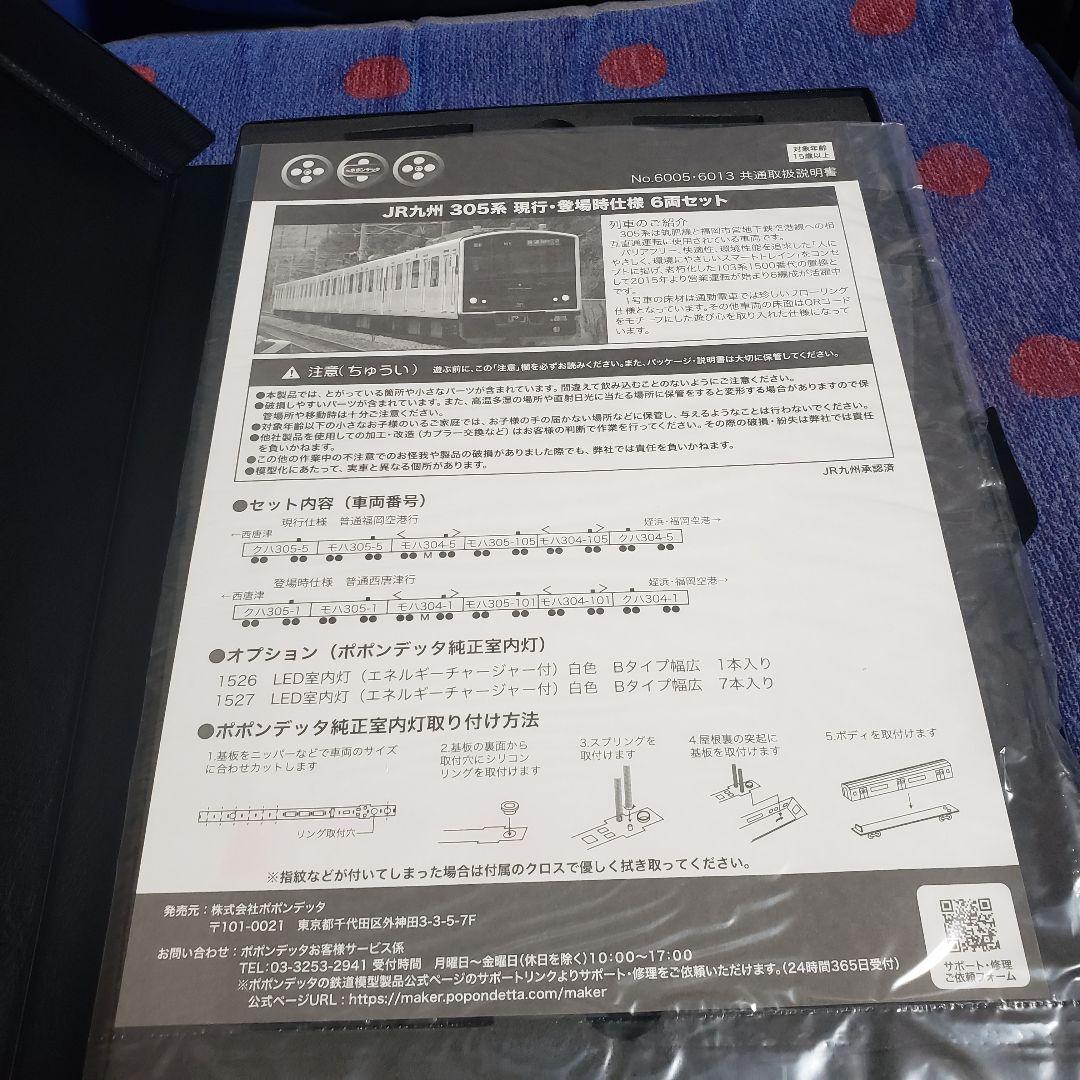 対象年齢
15歳以上
ポポンデッタ
No.6005・6013 共通取扱説明書
JR九州 305系 現行・登場時仕様 6両セット
列車のご紹介
305系は筑肥線と福岡市営地下鉄空港線への相
互直通運転に使用されている車両です。
バリアフリー、快適性、環境性能を追求した「人に
やさしく、環境にやさしいスマートトレイン」をコンセ
プトに掲げ、老朽化した103系1500番代の置換と
して2015年より営業運転が始まり6編成が活躍中
です。
1号車の床材は通勤電車では珍しいフローリング
仕様となっています。その他車両の床面はQRコード
をモチーフにした遊び心を取り入れた仕様になって
います。
注意(ちゅうい) 遊ぶ前に、この「注意」欄を必ずお読みください。また、パッケージ・説明書は大切に保管してください。
●本製品では、とがっている箇所や小さなパーツが含まれています。間違えて飲み込むことのないようにご注意ください。
●破損しやすいパーツが含まれています。また、高温多湿の場所や直射日光に当たる場所に保管をすると変形する場合がありますので保
管場所や移動時は十分ご注意ください。
●対象年齢以下の小さなお子様のいるご家庭では、お子様の手の届かない場所などに保管し、与えるようなことは行わないでください。
●他社製品を使用しての加工・改造（カプラー交換など）はお客様の判断で作業を行ってください。その際の破損・紛失は弊社では責任
を負いかねます。
●この他の作業中の不注意でのお怪我や製品の破損がありました際でも、弊社では責任を負いかねます。
●模型化にあたって、実車と異なる個所があります。
JR九州承認済
●セット内容（車両番号）
現行仕様 普通福岡空港行
←西唐津
姪浜・福岡空港→
クハ305-5 モハ305-5 モハ304-5 モハ305-105 モハ304-105 クハ304-5
M
登場時仕様 普通西唐津行
←西唐津
姪浜・福岡空港→
クハ305-1 モハ305-1 モハ304-1 モハ305-101 モハ304-101 クハ304-1
M
●オプション（ポポンデッタ純正室内灯）
1526 LED室内灯（エネルギーチャージャー付）白色 Bタイプ幅広 1本入り
1527 LED室内灯（エネルギーチャージャー付）白色 Bタイプ幅広 7本入り
●ポポンデッタ純正室内灯取り付け方法
1.基板をニッパーなどで車両のサイズ
に合わせカットします
リング取付穴
2.基板の裏面から
取付穴にシリコン
リングを取付けます
3.スプリングを
取付けます
4.屋根裏の突起に
基板を取付けます
5.ボディを取付けます
※指紋などが付いてしまった場合は付属のクロスで優しく拭き取ってください。
発売元：株式会社ポポンデッタ
〒101-0021 東京都千代田区外神田3-3-5-7F
お問い合わせ：ポポンデッタお客様サービス係
TEL:03-3253-2941 受付時間 月曜日〜金曜日(休日を除く)10:00〜17:00
※ポポンデッタの鉄道模型製品公式ページのサポートリンクよりサポート・修理をご依頼いただけます。(24時間365日受付)
公式ページURL：https://maker.popondetta.com/maker
サポート・修理
ご依頼フォーム